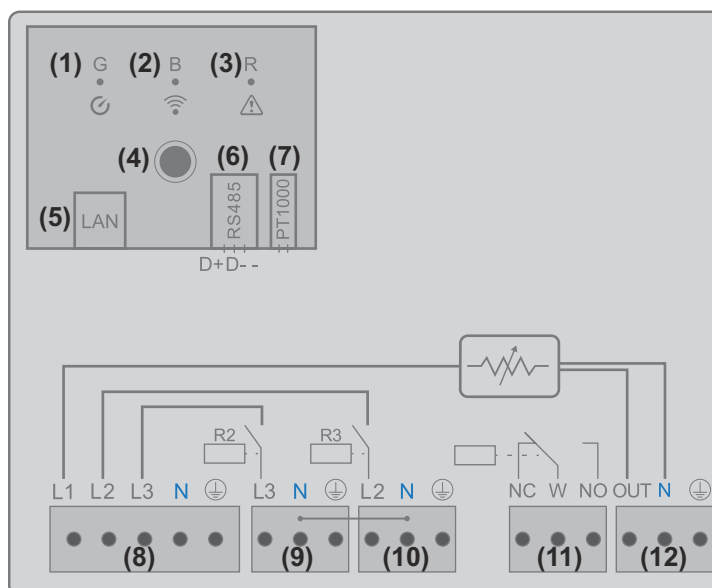 (1) G (2) B (3) R
(4) (6) (7)
(5) LAN RS485 PT1000
D+D- -
R2 R3
L1 L2 L3 N L3 N L2 N NC W NO OUT N
(8) (9) (10) (11) (12)